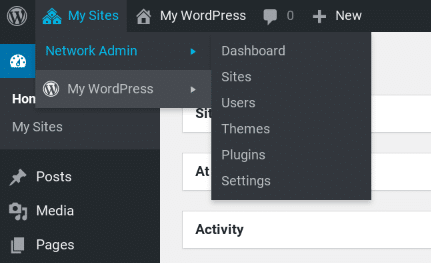 My Sites My WordPress 0 New
Network Admin
My WordPress
Dashboard
Sites
Users
Themes
Plugins
Settings
My Sites
Posts
Media
Pages
At
Activity